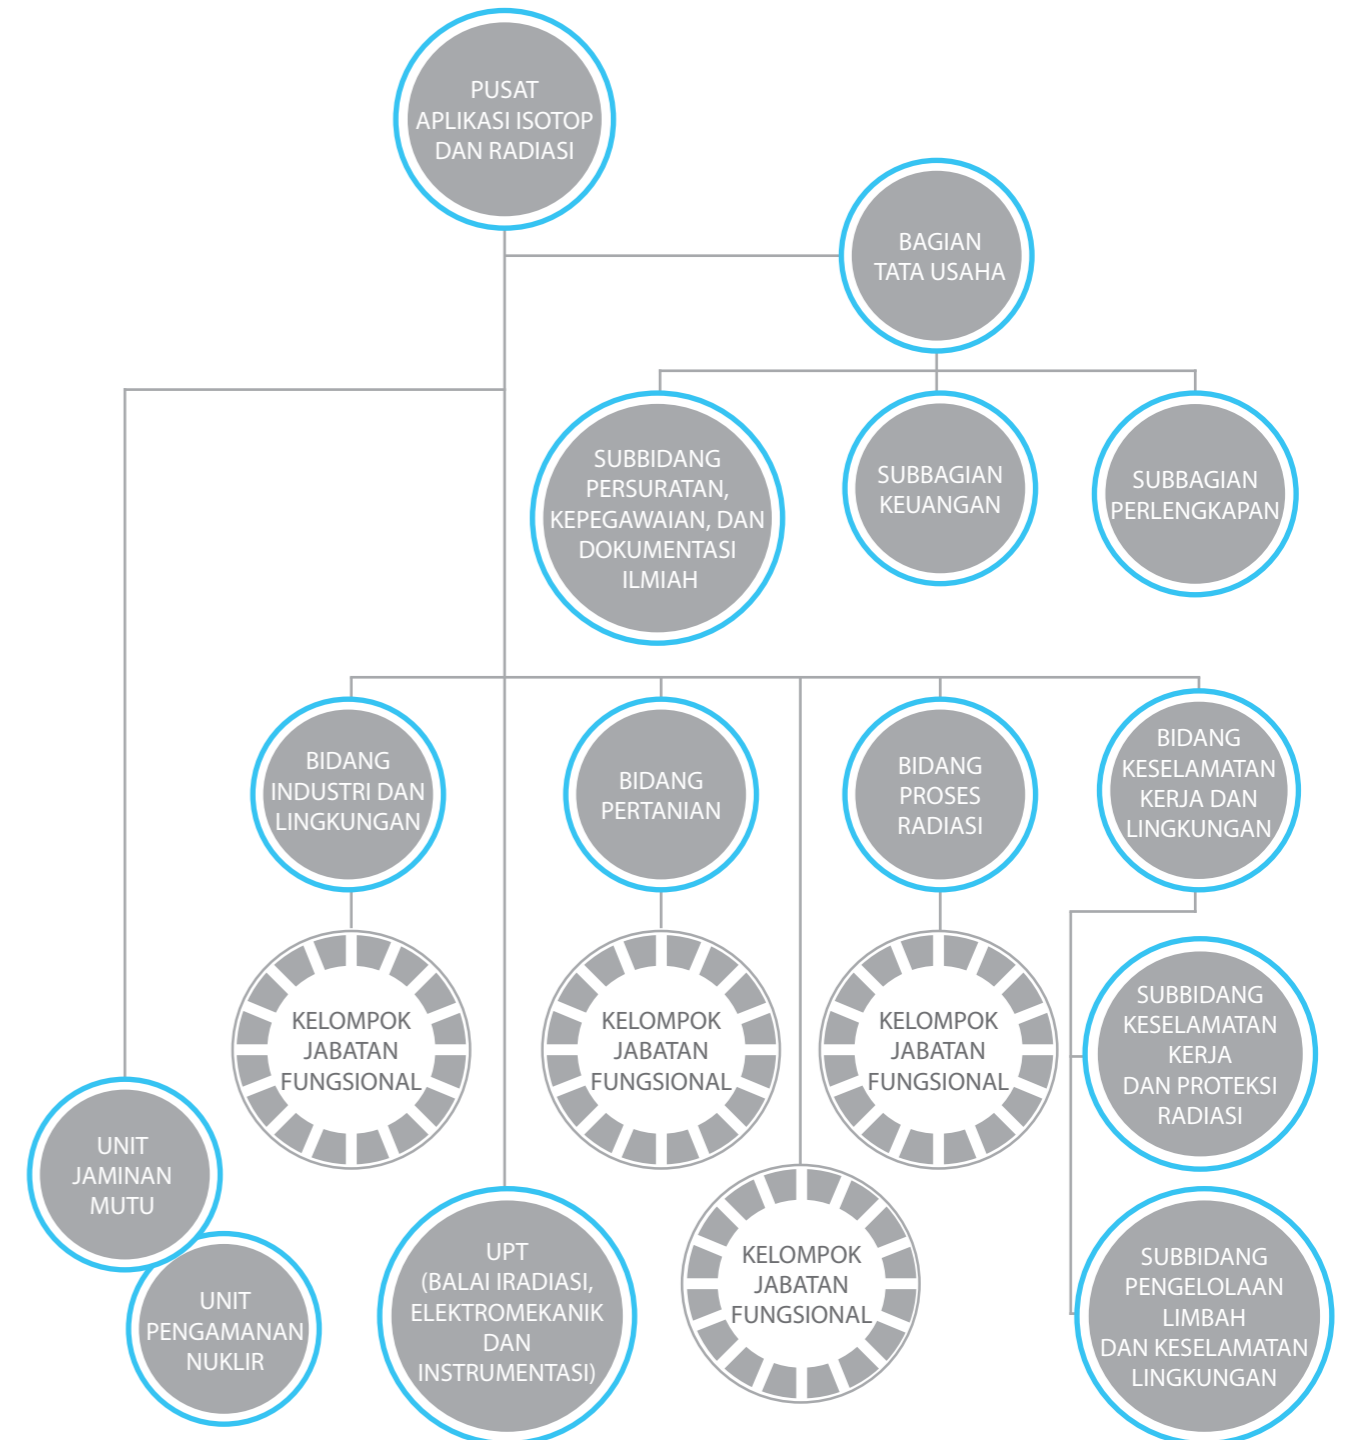 PUSAT
APLIKASI ISOTOP
DAN RADIASI
BAGIAN
TATA USAHA
SUBBIDANG
PERSURATAN,
KEPEGAWAIAN, DAN
DOKUMENTASI
ILMIAH
SUBBAGIAN
KEUANGAN
SUBBAGIAN
PERLENGKAPAN
BIDANG
INDUSTRI DAN
LINGKUNGAN
BIDANG
PERTANIAN
BIDANG
PROSES
RADIASI
BIDANG
KESELAMATAN
KERJA DAN
LINGKUNGAN
KELOMPOK
JABATAN
FUNGSIONAL
KELOMPOK
JABATAN
FUNGSIONAL
KELOMPOK
JABATAN
FUNGSIONAL
SUBBIDANG
KESELAMATAN
KERJA
DAN PROTEKSI
RADIASI
UNIT
JAMINAN
MUTU
UNIT
PENGAMANAN
NUKLIR
UPT
(BALAI IRADIASI,
ELEKTROMEKANIK
DAN
INSTRUMENTASI)
KELOMPOK
JABATAN
FUNGSIONAL
SUBBIDANG
PENGELOLAAN
LIMBAH
DAN KESELAMATAN
LINGKUNGAN